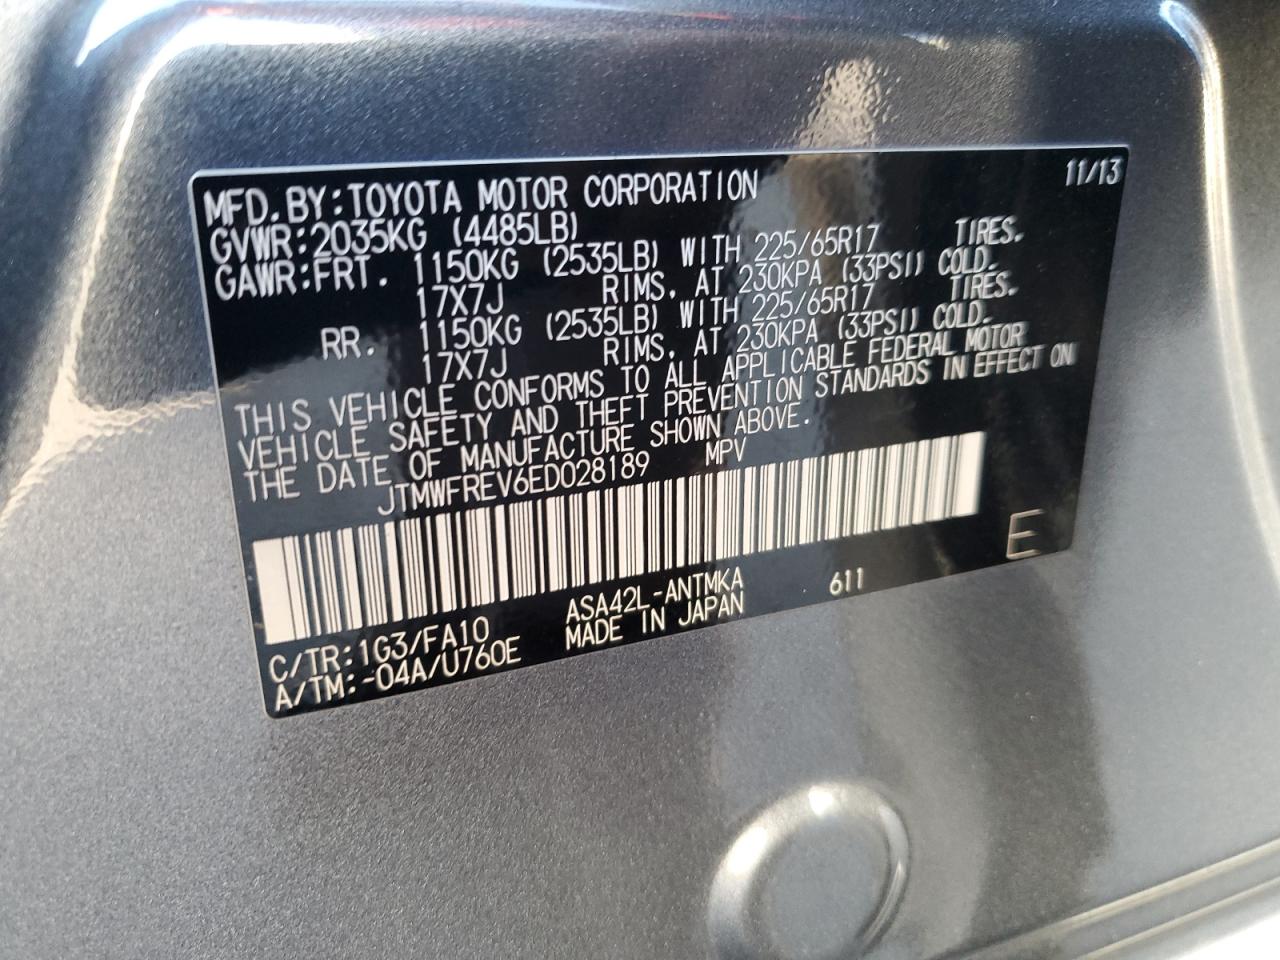 11/13
MFD.BY:TOYOTA MOTOR CORPORATION
GVWR:2035KG (4485LB)
GAWR:FRT. 1150KG (2535LB) WITH 225/65R17 TIRES.
17X7J RIMS, AT 230KPA (33PSI) COLD.
RR. 1150KG (2535LB) WITH 225/65R17 TIRES.
17X7J RIMS, AT 230KPA (33PSI) COLD.
THIS VEHICLE CONFORMS TO ALL APPLICABLE FEDERAL MOTOR
VEHICLE SAFETY AND THEFT PREVENTION STANDARDS IN EFFECT ON
THE DATE OF MANUFACTURE SHOWN ABOVE.
JTMWFREV6ED028189 MPV
E
C/TR:1G3/FA10 ASA42L-ANTMKA 611
A/TM:-04A/U760E MADE IN JAPAN